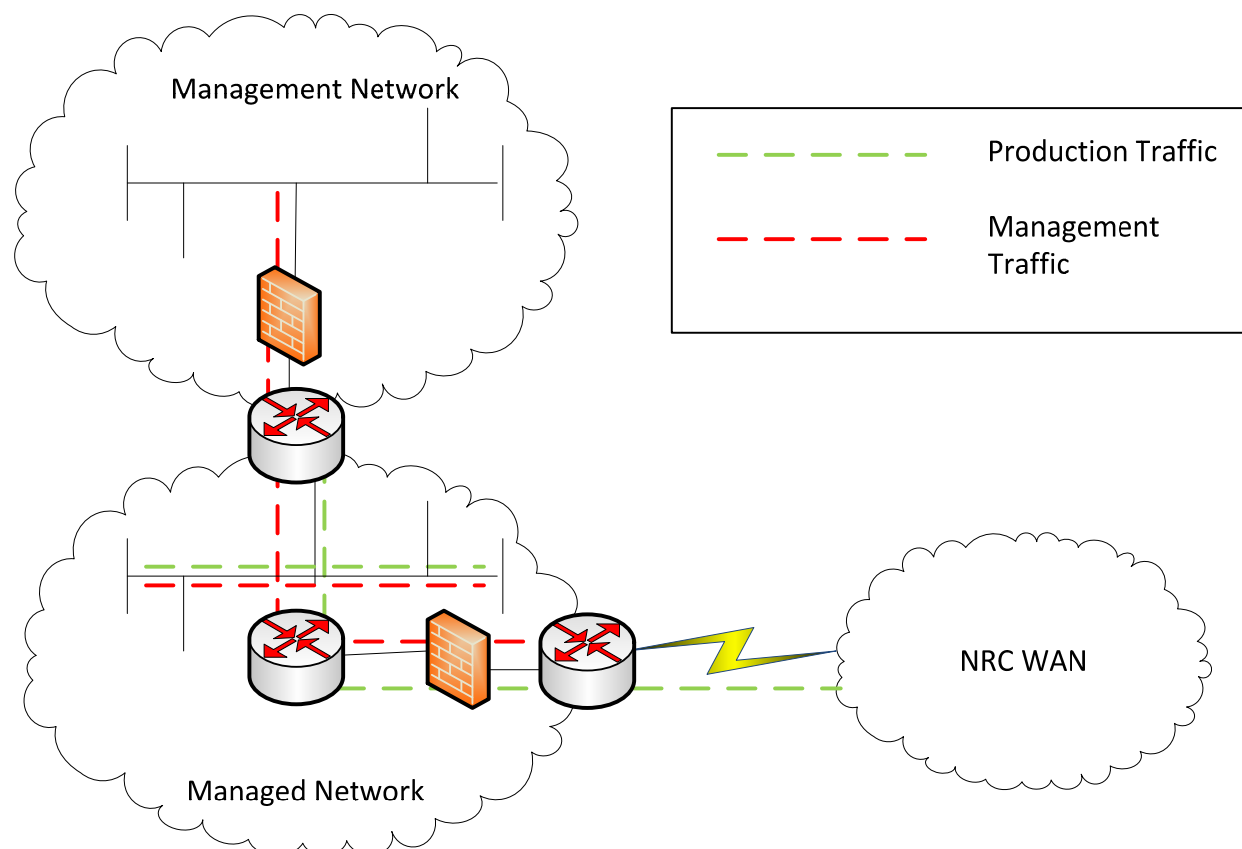 Management Network
Production Traffic
Management
Traffic
NRC WAN
Managed Network